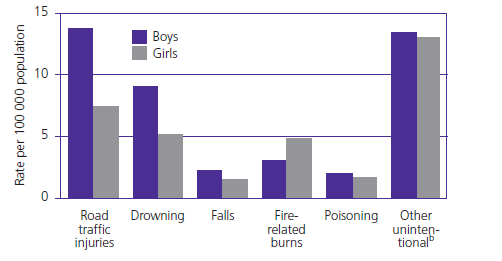 15
10
5
0
Rate per 100 000 population
Boys
Girls
Road
traffic
injuries
Drowning
Falls
Fire-
related
burns
Poisoning
Other
uninten-
tionalᵇ